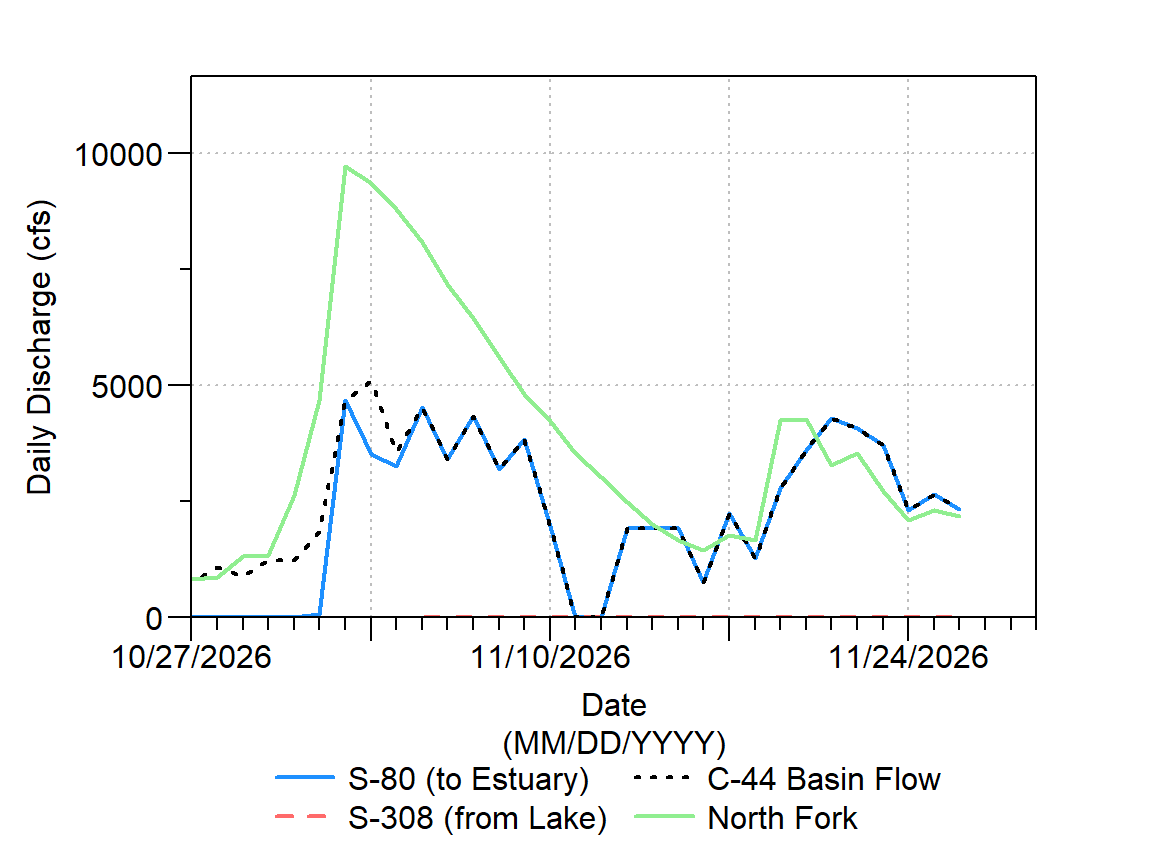 10000
5000
0
Daily Discharge (cfs)
10/27/2026 11/10/2026 11/24/2026
Date
(MM/DD/YYYY)
S-80 (to Estuary) C-44 Basin Flow
S-308 (from Lake) North Fork